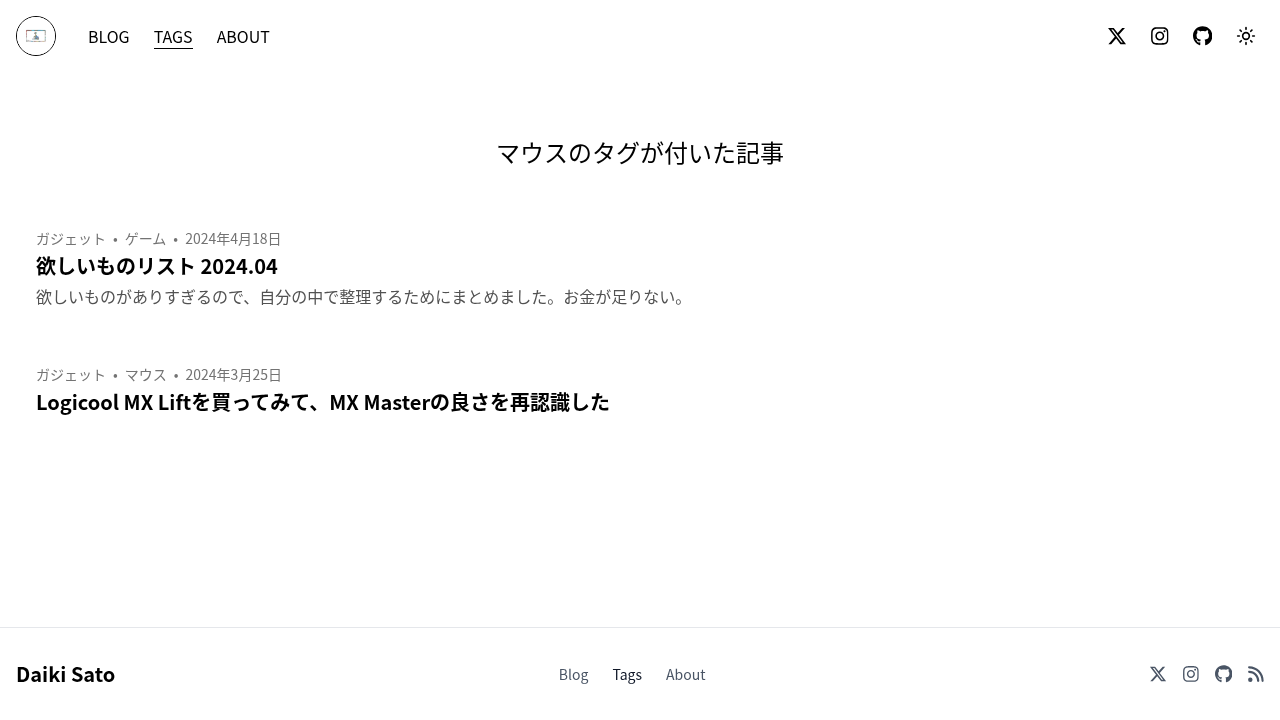 BLOG TAGS ABOUT
マウスのタグが付いた記事
ガジェット • ゲーム • 2024年4月18日
欲しいものリスト 2024.04
欲しいものがありすぎるので、自分の中で整理するためにまとめました。お金が足りない。
ガジェット • マウス • 2024年3月25日
Logicool MX Liftを買ってみて、MX Masterの良さを再認識した
Daiki Sato
Blog Tags About